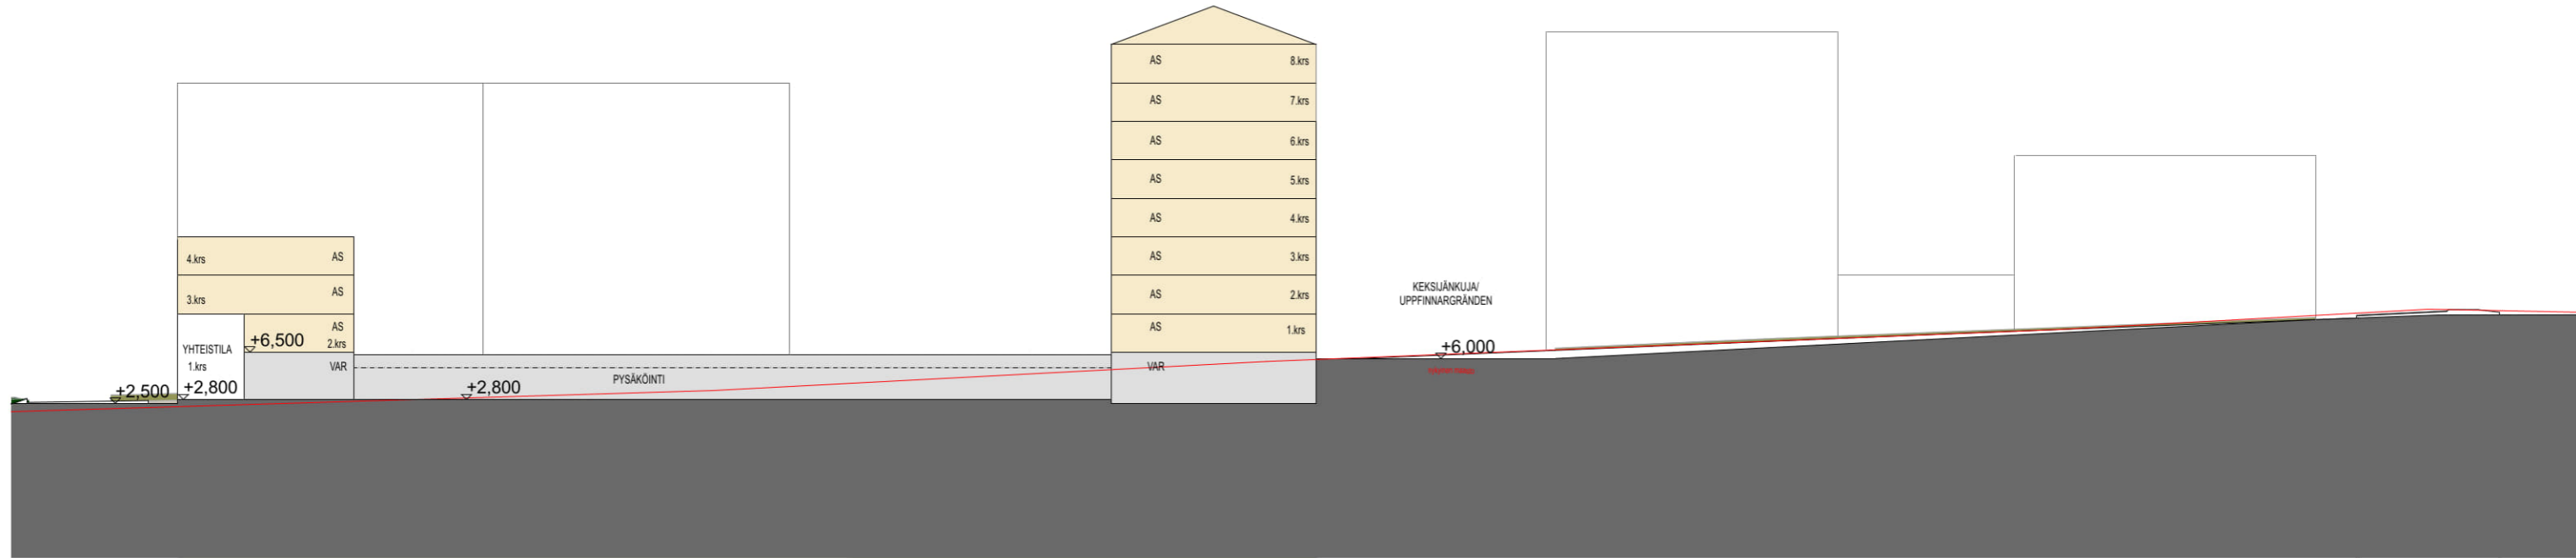 AS 8.krs
AS 7.krs
AS 6.krs
AS 5.krs
AS 4.krs
AS 3.krs
AS 2.krs
AS 1.krs
VAR
4.krs AS
3.krs AS
AS
+6,500 2.krs
YHTEISTILA
1.krs VAR
+2,500 +2,800
+2,800
PYSÄKÖINTI
KEKSIJÄNKUJA/
UPPFINNARGRÄNDEN
+6,000